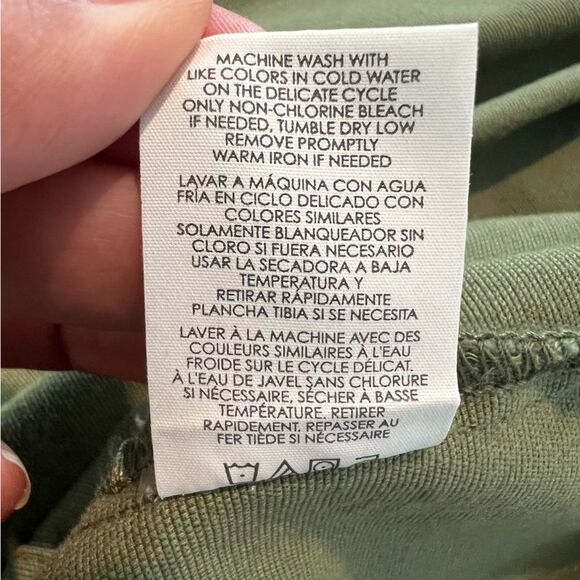 MACHINE WASH WITH
LIKE COLORS IN COLD WATER
ON THE DELICATE CYCLE
ONLY NON-CHLORINE BLEACH
IF NEEDED, TUMBLE DRY LOW
REMOVE PROMPTLY
WARM IRON IF NEEDED
LAVAR A MÁQUINA CON AGUA
FRÍA EN CICLO DELICADO CON
COLORES SIMILARES
SOLAMENTE BLANQUEADOR SIN
CLORO SI FUERA NECESARIO
USAR LA SECADORA A BAJA
TEMPERATURA Y
RETIRAR RÁPIDAMENTE
PLANCHA TIBIA SI SE NECESITA
LAVER À LA MACHINE AVEC DES
COULEURS SIMILAIRES À L'EAU
FROIDE SUR LE CYCLE DÉLICAT.
À L'EAU DE JAVEL SANS CHLORURE
SI NÉCESSAIRE, SÉCHER À BASSE
TEMPÉRATURE. RETIRER
RAPIDEMENT. REPASSER AU
FER TIÈDE SI NÉCESSAIRE